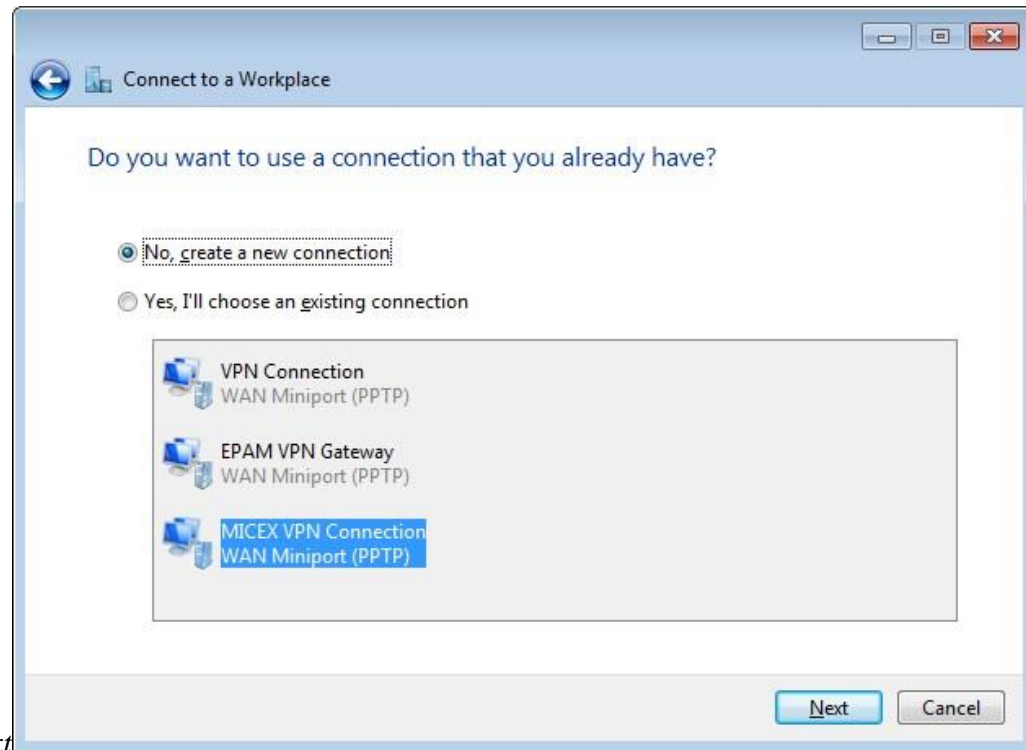 Connect to a Workplace
Do you want to use a connection that you already have?
No, create a new connection
Yes, I'll choose an existing connection
VPN Connection
WAN Miniport (PPTP)
EPAM VPN Gateway
WAN Miniport (PPTP)
MICEX VPN Connection
WAN Miniport (PPTP)
Next Cancel